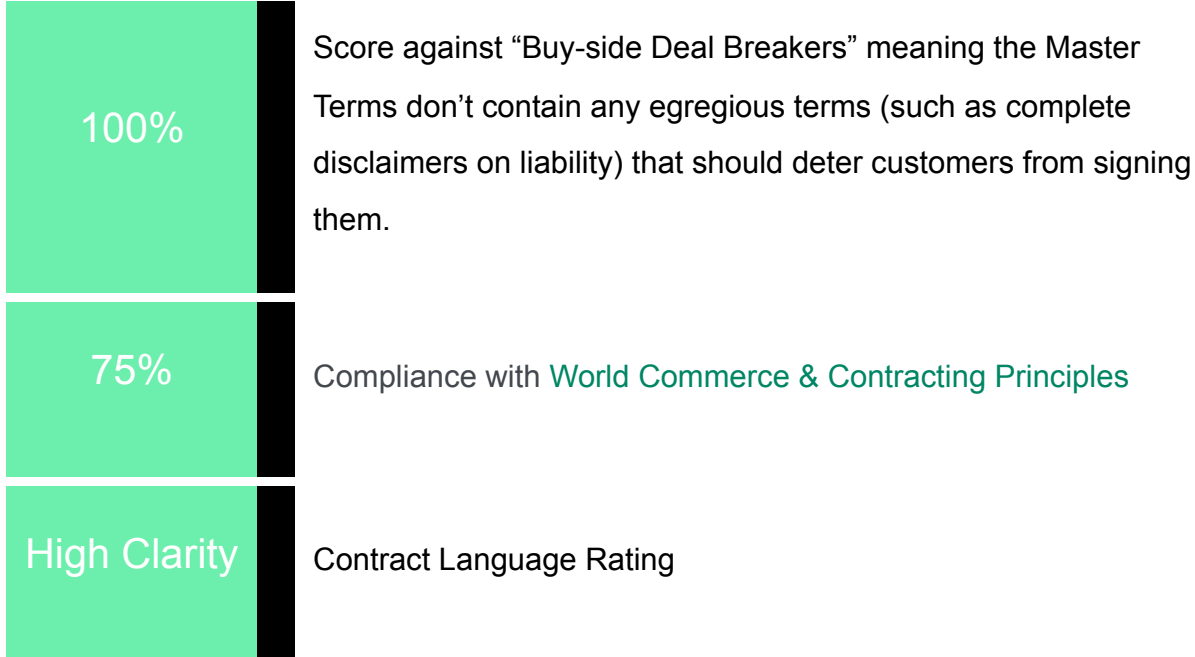 100%
Score against “Buy-side Deal Breakers” meaning the Master
Terms don’t contain any egregious terms (such as complete
disclaimers on liability) that should deter customers from signing
them.
75%
Compliance with World Commerce & Contracting Principles
High Clarity
Contract Language Rating